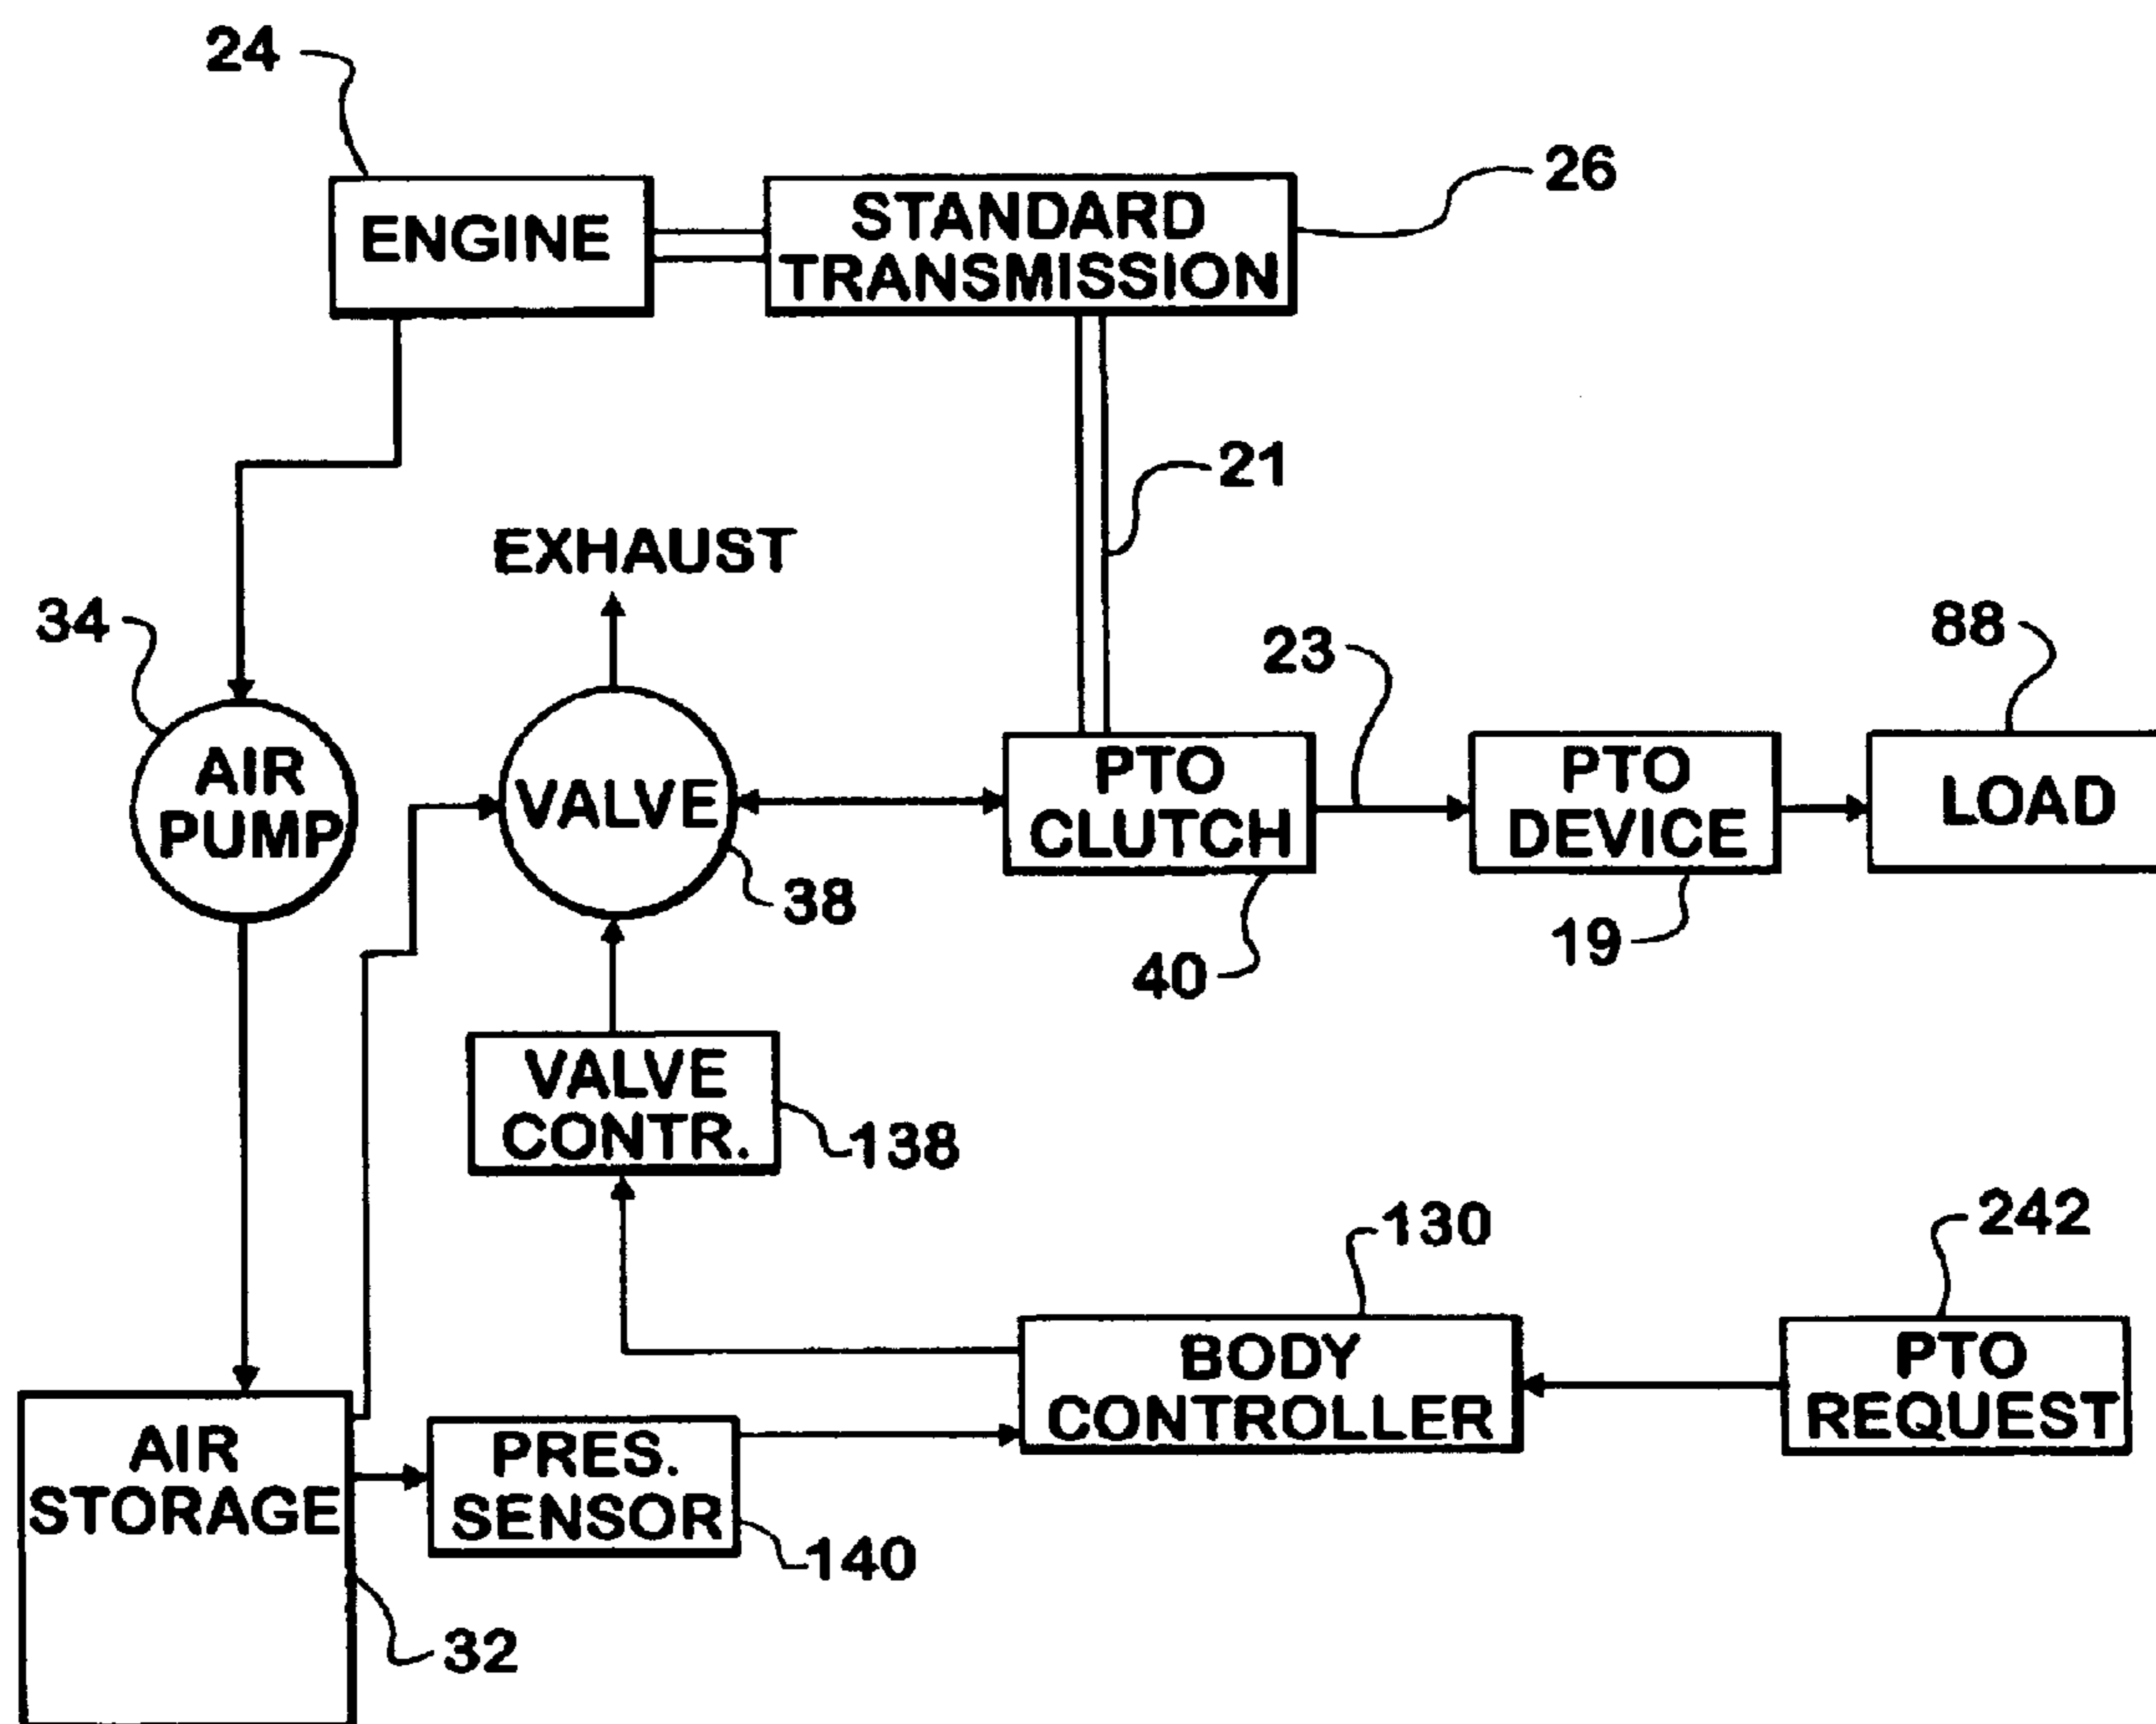 24
26
ENGINE
STANDARD
TRANSMISSION
21
EXHAUST
34
23
88
AIR
PUMP
VALVE
PTO
CLUTCH
PTO
DEVICE
LOAD
38
40
19
VALVE
CONTR.
138
130
242
BODY
CONTROLLER
PTO
REQUEST
AIR
STORAGE
PRES.
SENSOR
140
32